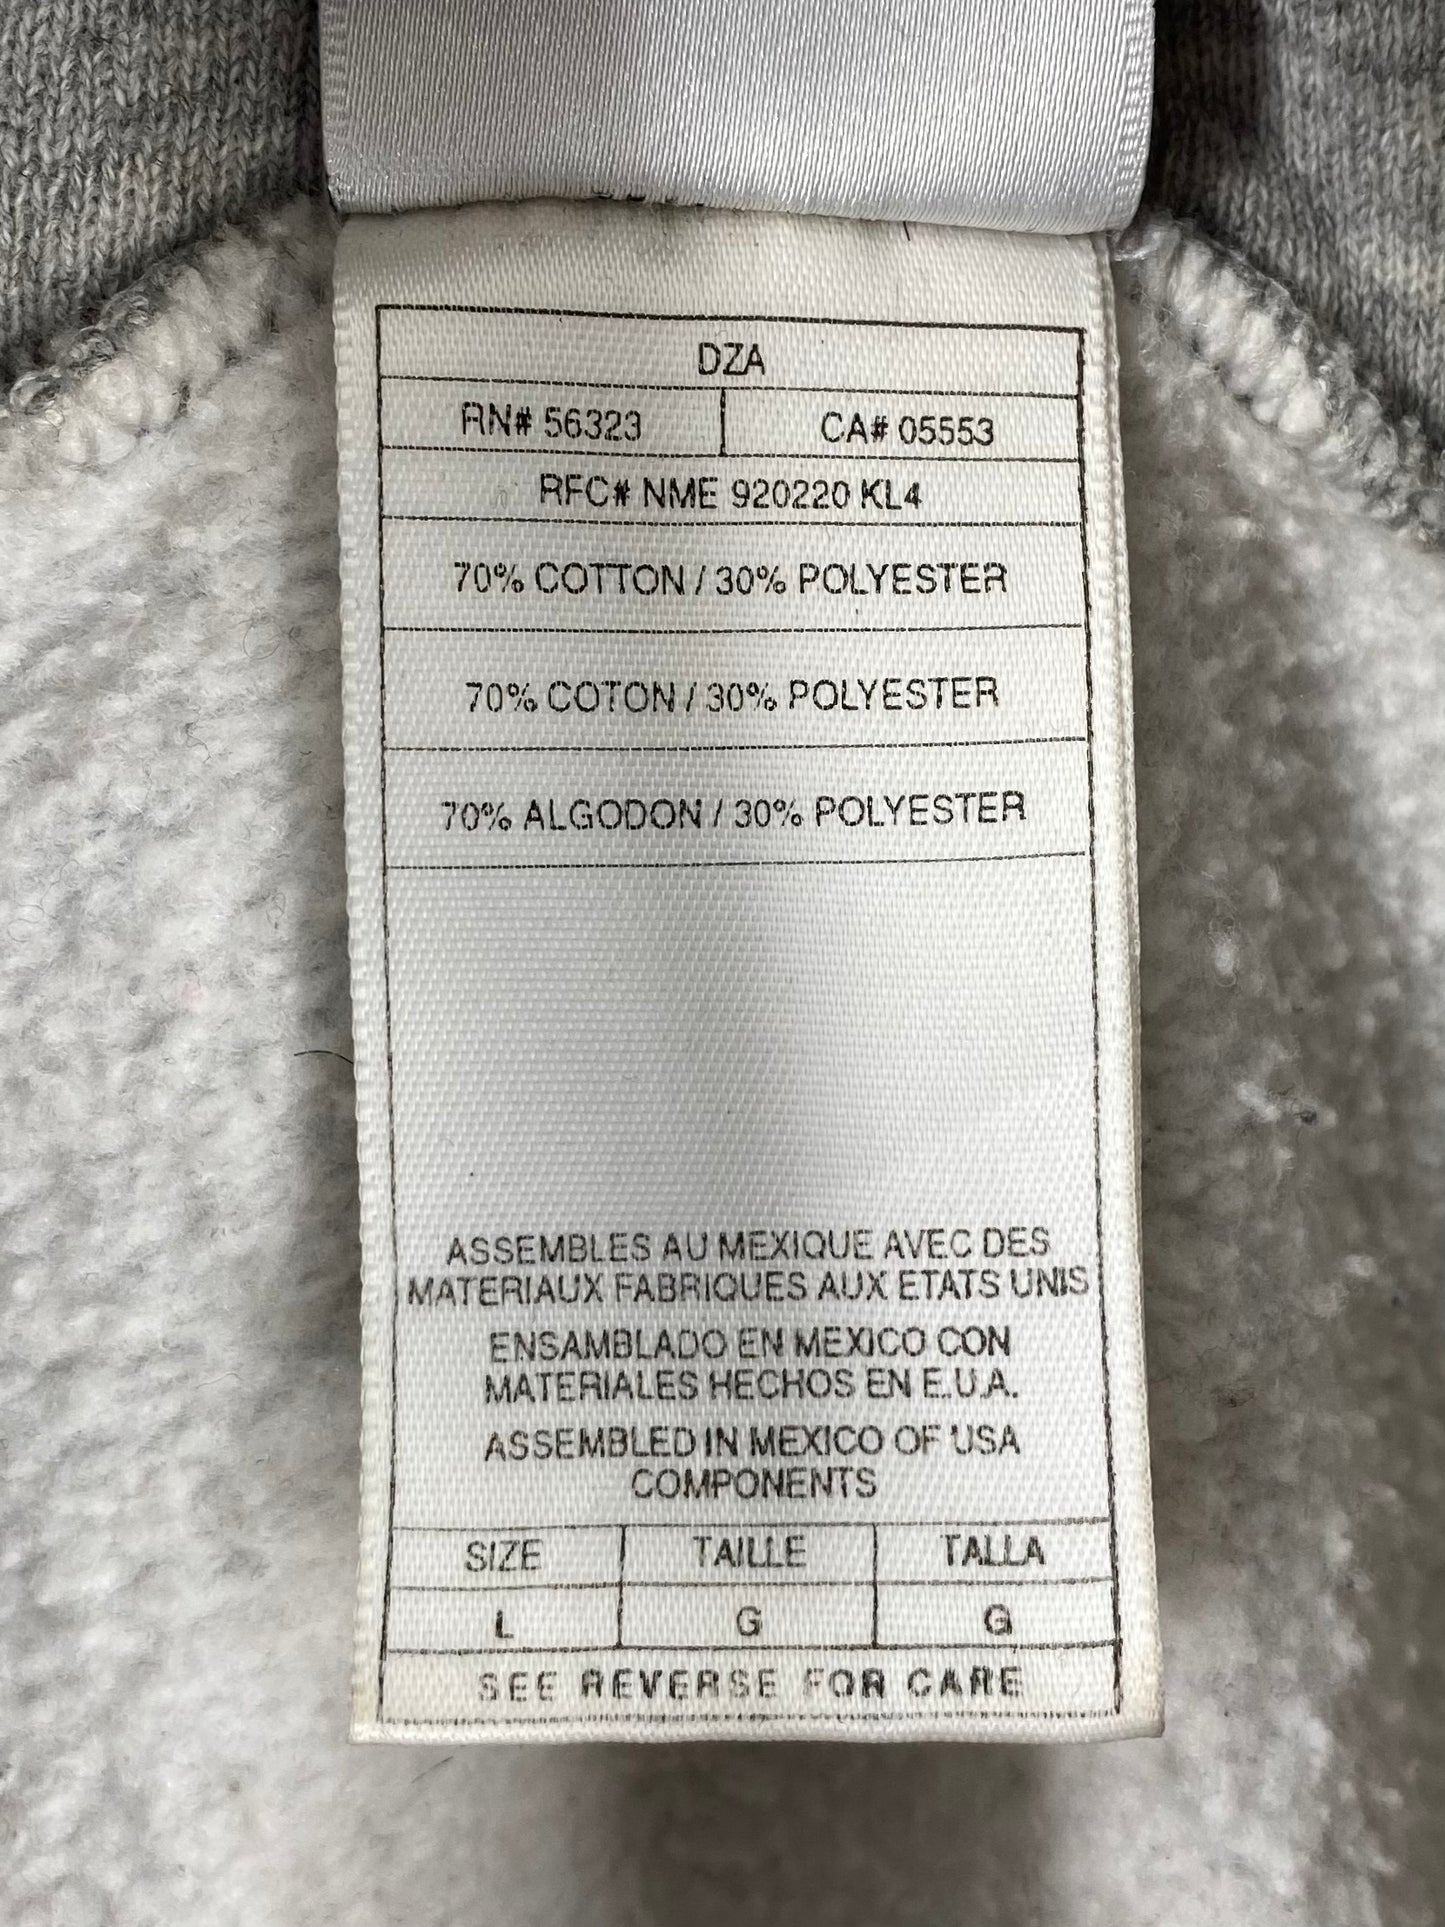 DZA
RN# 56323 CA# 05553
RFC# NME 920220 KL4
70% COTTON / 30% POLYESTER
70% COTON / 30% POLYESTER
70% ALGODON / 30% POLYESTER
ASSEMBLES AU MEXIQUE AVEC DES
MATERIAUX FABRIQUES AUX ETATS UNIS
ENSAMBLADO EN MEXICO CON
MATERIALES HECHOS EN E.U.A.
ASSEMBLED IN MEXICO OF USA
COMPONENTS
SIZE TAILLE TALLA
L G G
SEE REVERSE FOR CARE